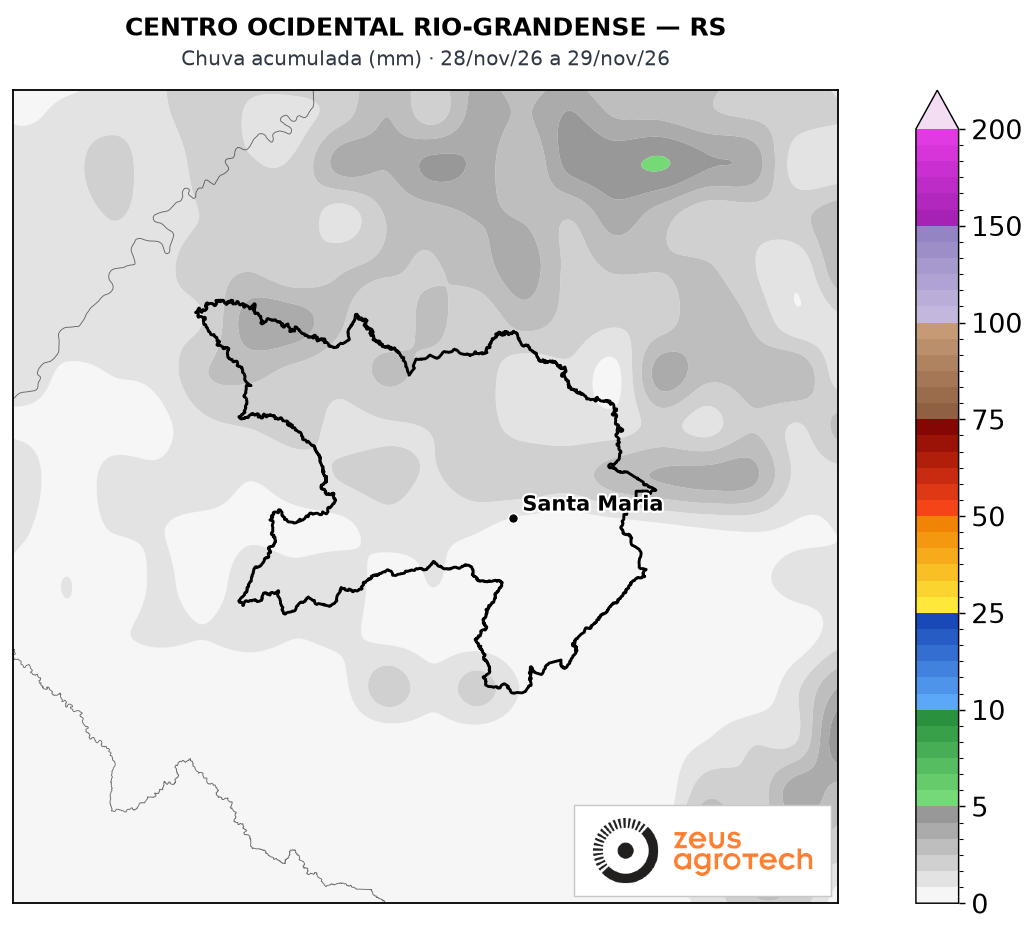 CENTRO OCIDENTAL RIO-GRANDENSE — RS
Chuva acumulada (mm) · 28/nov/26 a 29/nov/26
200
150
100
75
50
25
10
5
0
Santa Maria
zeus
agrotech